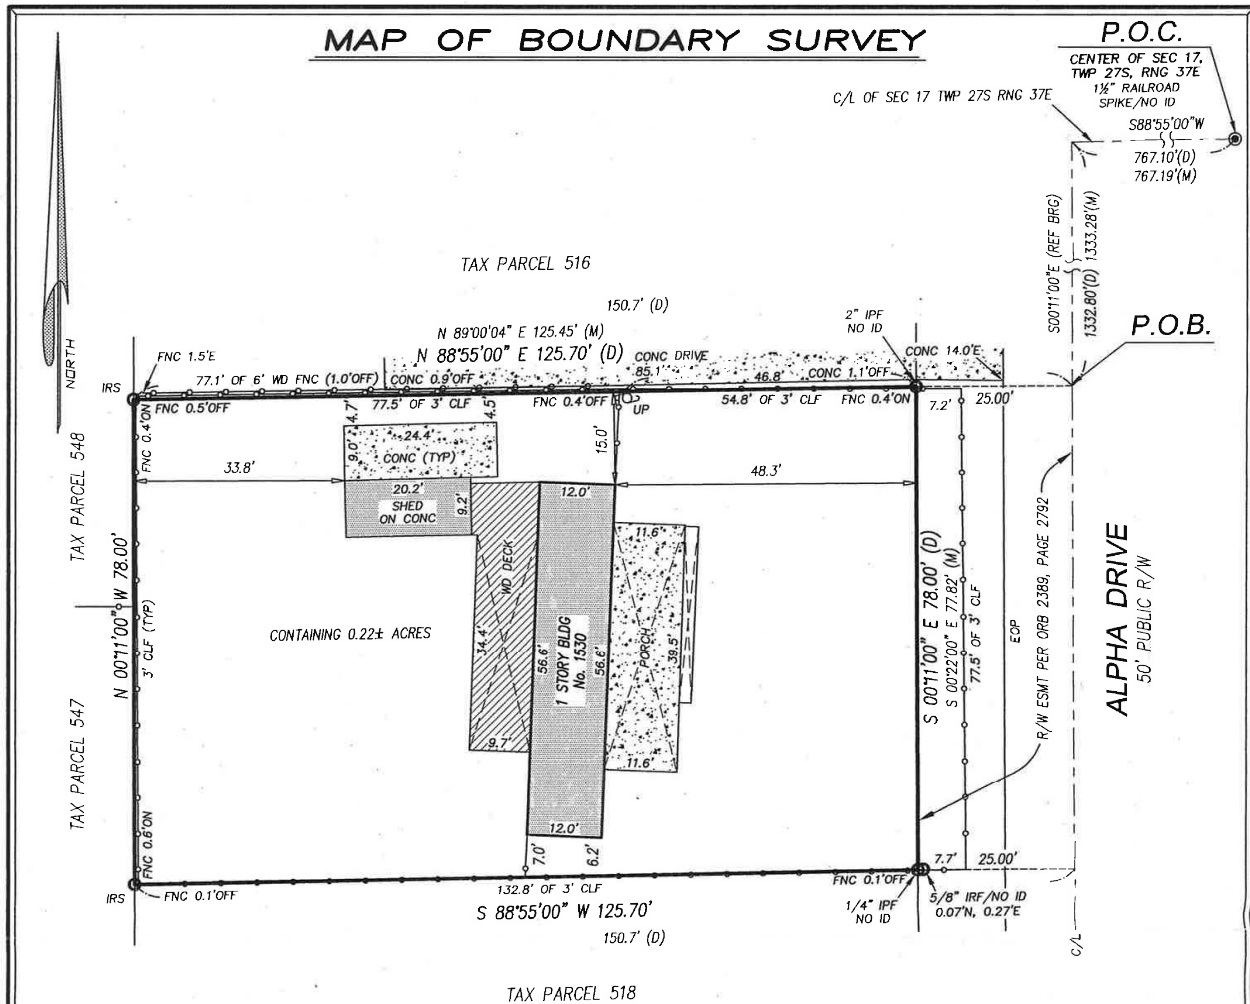 MAP OF BOUNDARY SURVEY
P.O.C.
CENTER OF SEC 17,
TWP 27S, RNG 37E
1½" RAILROAD
SPIKE/NO ID
C/L OF SEC 17 TWP 27S RNG 37E
S88°55'00"W
767.10'(D)
767.19'(M)
S00°11'00"E (REF BRG)
1332.80'(D) 1333.28'(M)
TAX PARCEL 516
150.7' (D)
2" IPF
NO ID
P.O.B.
N 89°00'04" E 125.45' (M)
N 88°55'00" E 125.70' (D)
CONC DRIVE
85.1'
CONC 14.0'E
FNC 1.5'E
NORTH
IRS
77.1' OF 6' WD FNC (1.0'OFF)
CONC 0.9'OFF
46.8'
CONC 1.1'OFF
FNC 0.5'OFF
77.5' OF 3' CLF
FNC 0.4'OFF
UP
54.8' OF 3' CLF
FNC 0.4'ON
7.2'
25.00'
FNC 0.4'ON
4.7'
4.5'
15.0'
9.0'
24.4'
CONC (TYP)
33.8'
48.3'
20.2'
SHED
ON CONC
9.2'
12.0'
11.6'
TAX PARCEL 548
N 00°11'00" W 78.00'
3' CLF (TYP)
CONTAINING 0.22± ACRES
WD DECK
34.4'
56.6'
1 STORY BLDG
No. 1530
56.6'
PORCH
39.5'
S 00°11'00" E 78.00' (D)
S 00°22'00" E 77.82' (M)
77.5' OF 3' CLF
EOP
R/W ESMT PER ORB 2389, PAGE 2792
ALPHA DRIVE
50' PUBLIC R/W
TAX PARCEL 547
9.7'
11.6'
12.0'
FNC 0.6'ON
7.0'
6.2'
7.7'
25.00'
IRS
FNC 0.1'OFF
132.8' OF 3' CLF
FNC 0.1'OFF
1/4" IPF
NO ID
5/8" IRF/NO ID
0.07'N, 0.27'E
S 88°55'00" W 125.70'
150.7' (D)
C/L
TAX PARCEL 518